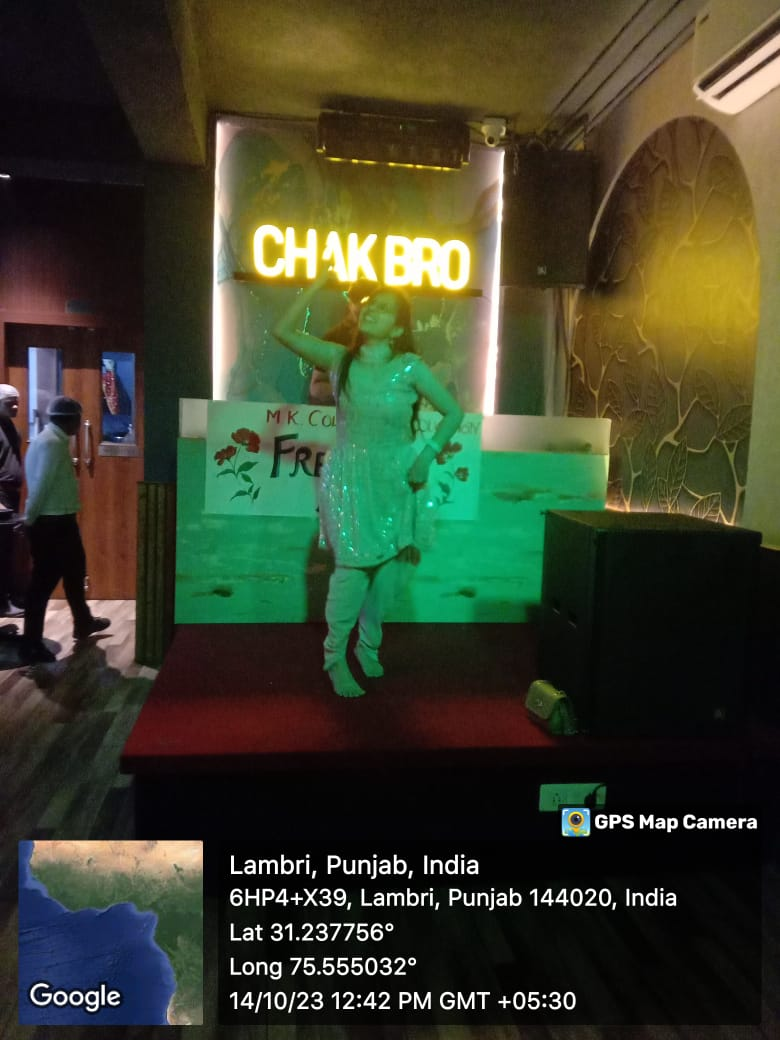 CHAK BRO
M K. COL
FRE
GPS Map Camera
Lambri, Punjab, India
6HP4+X39, Lambri, Punjab 144020, India
Lat 31.237756°
Long 75.555032°
14/10/23 12:42 PM GMT +05:30
Google